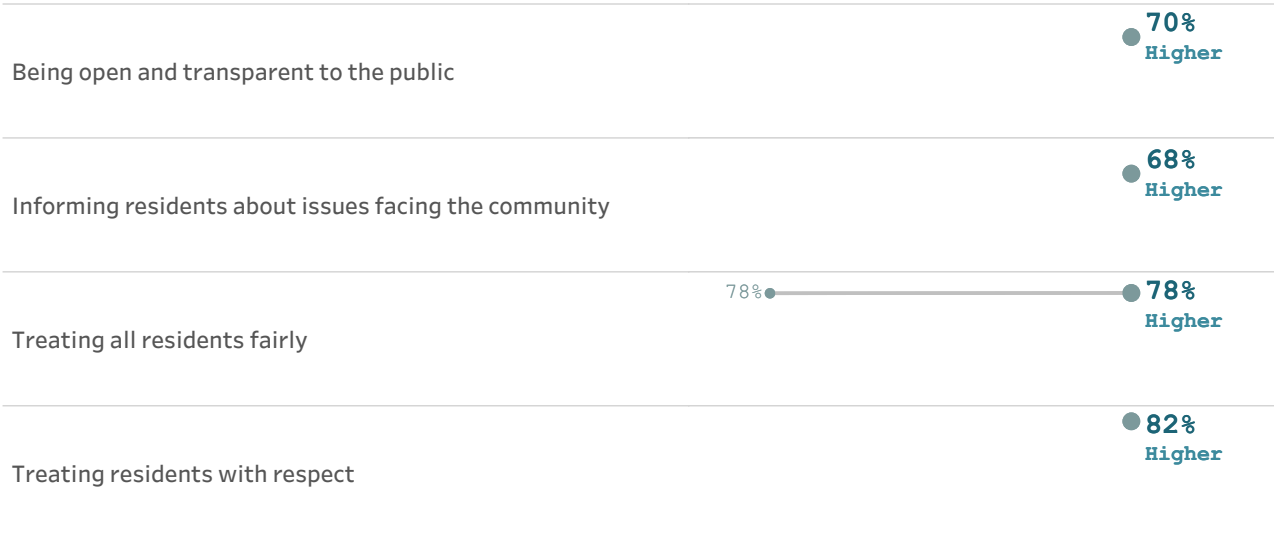 70%
Higher
Being open and transparent to the public
68%
Higher
Informing residents about issues facing the community
78% 78%
Higher
Treating all residents fairly
82%
Higher
Treating residents with respect